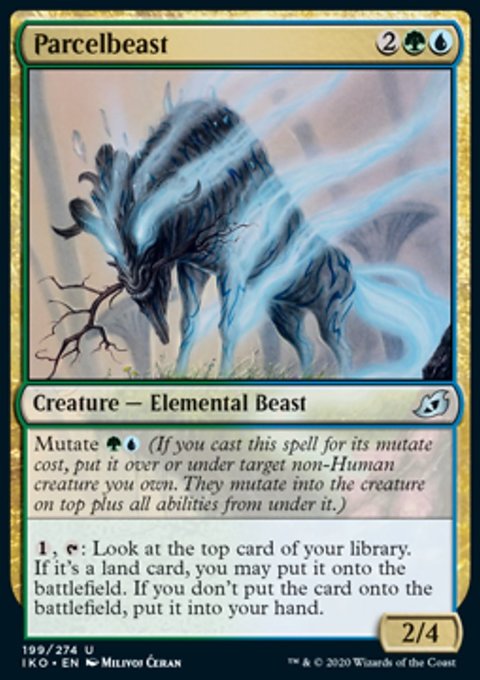 Parcelbeast 2
Creature — Elemental Beast
Mutate (If you cast this spell for its mutate
cost, put it over or under target non-Human
creature you own. They mutate into the creature
on top plus all abilities from under it.)
1, : Look at the top card of your library.
If it's a land card, you may put it onto the
battlefield. If you don't put the card onto the
battlefield, put it into your hand.
2/4
199/274 U
IKO • EN Milivoj Ćeran ™ & © 2020 Wizards of the Coast